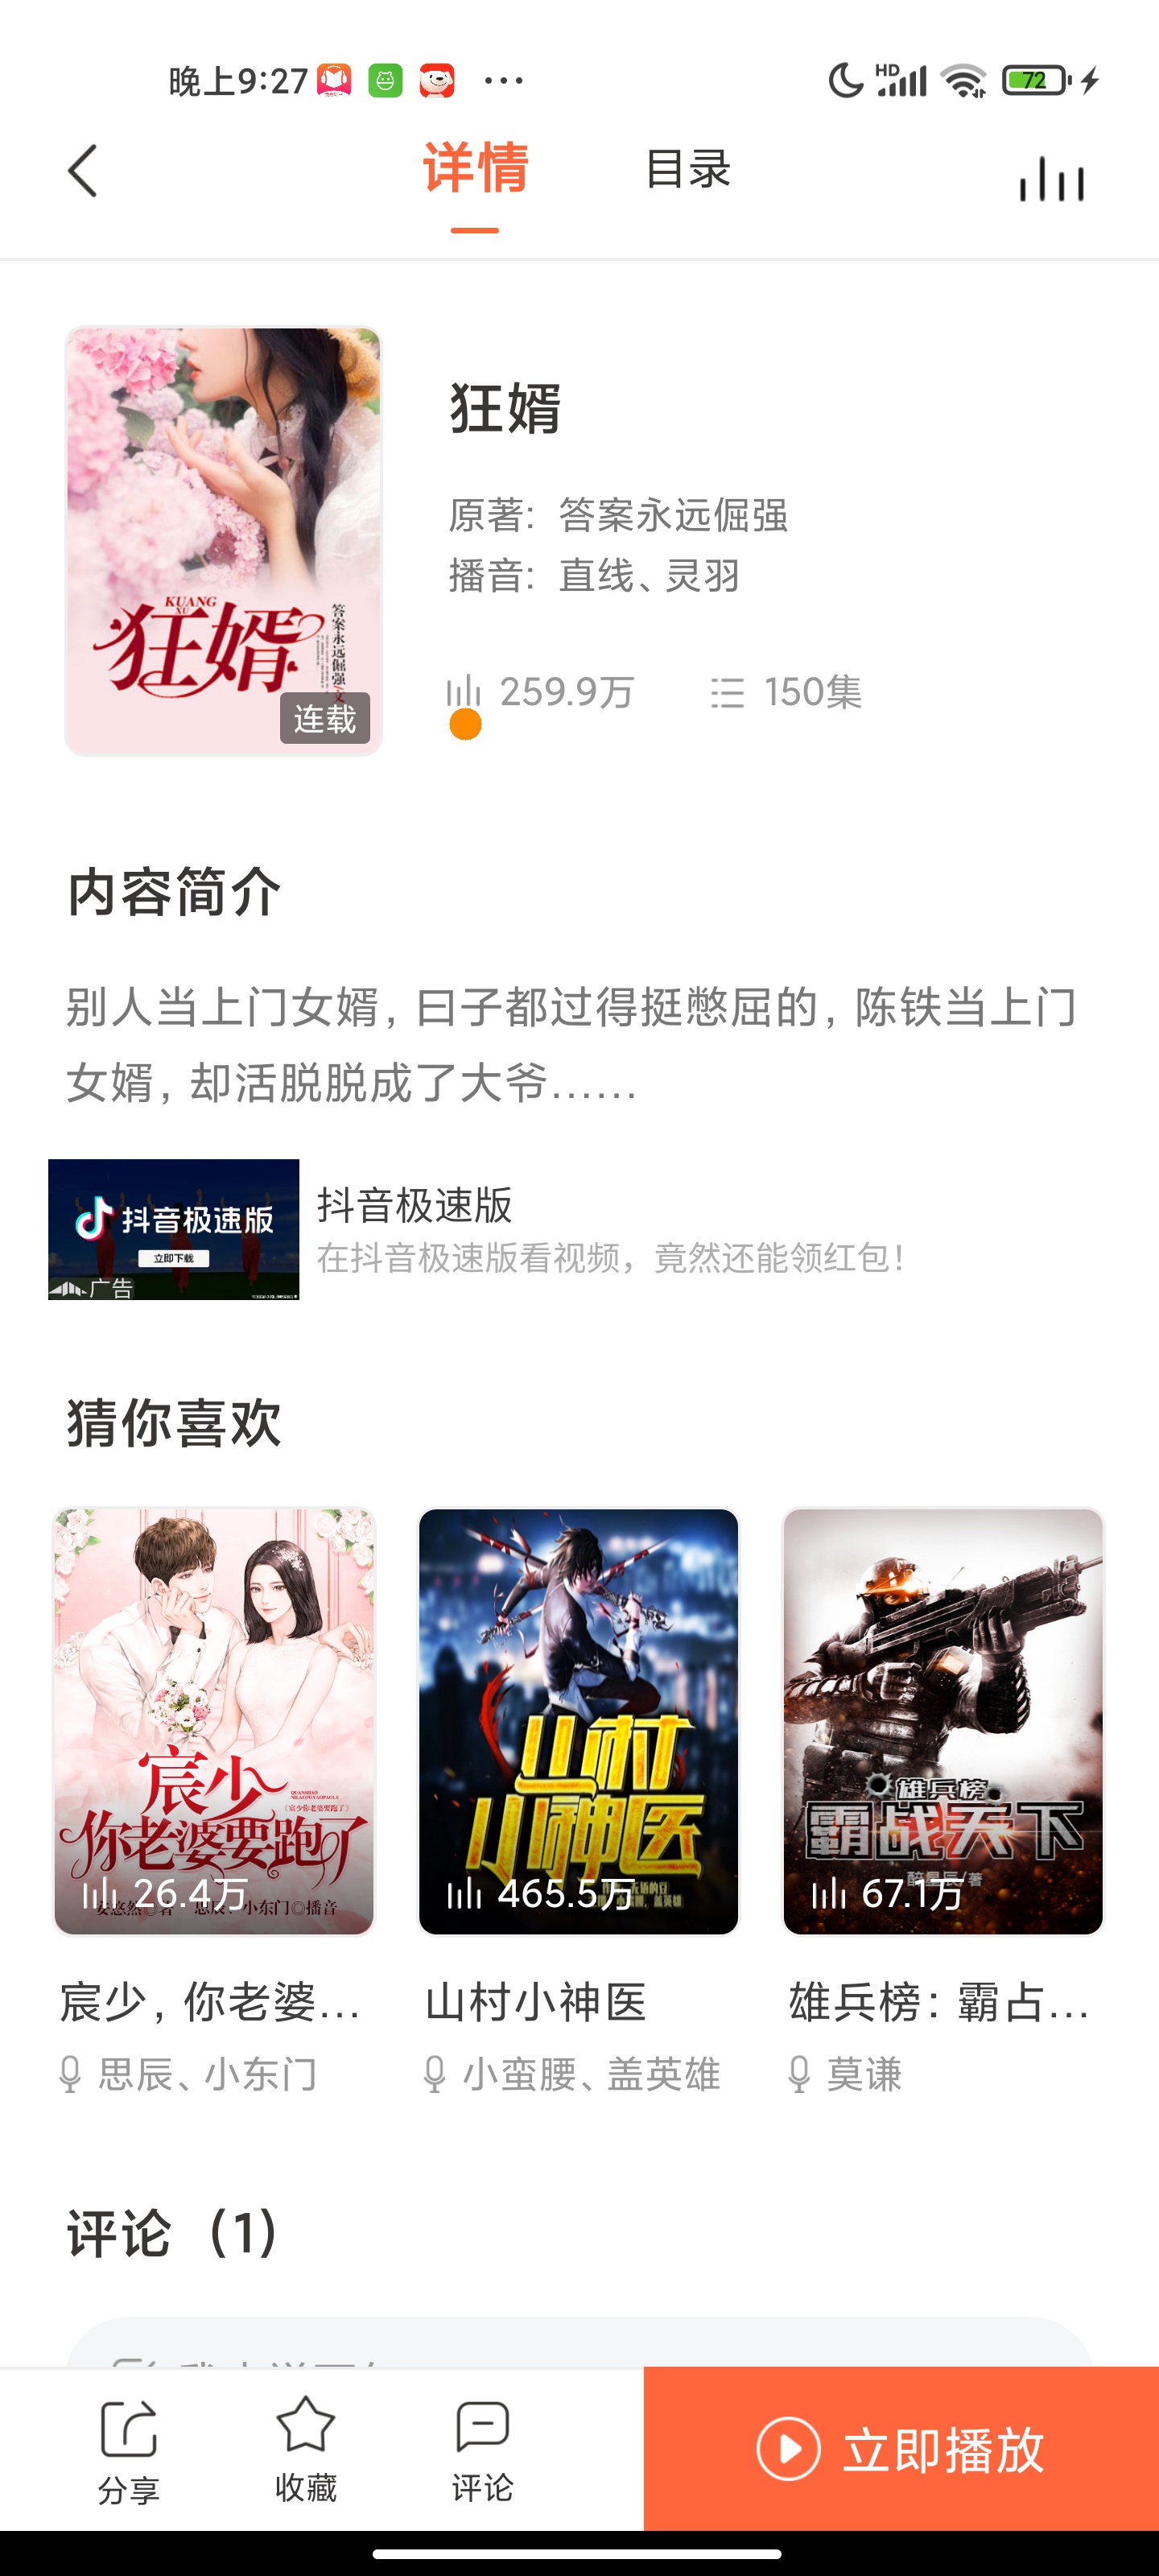 晚上9:27
HD
72
详情
目录
狂婿
KUANG
XU
答案永远倔强
文
连载
狂婿
原著：答案永远倔强
播音：直线、灵羽
259.9万
150集
内容简介
别人当上门女婿，曰子都过得挺憋屈的，陈铁当上门
女婿，却活脱脱成了大爷……
抖音极速版
立即下载
广告
抖音极速版
在抖音极速版看视频，竟然还能领红包！
猜你喜欢
宸少
你老婆要跑了
26.4万
山村
小神医
465.5万
雄兵榜
霸战天下
醉星辰/著
67.1万
宸少，你老婆...
山村小神医
雄兵榜：霸占...
思辰、小东门
小蛮腰、盖英雄
莫谦
评论（1）
分享
收藏
评论
立即播放